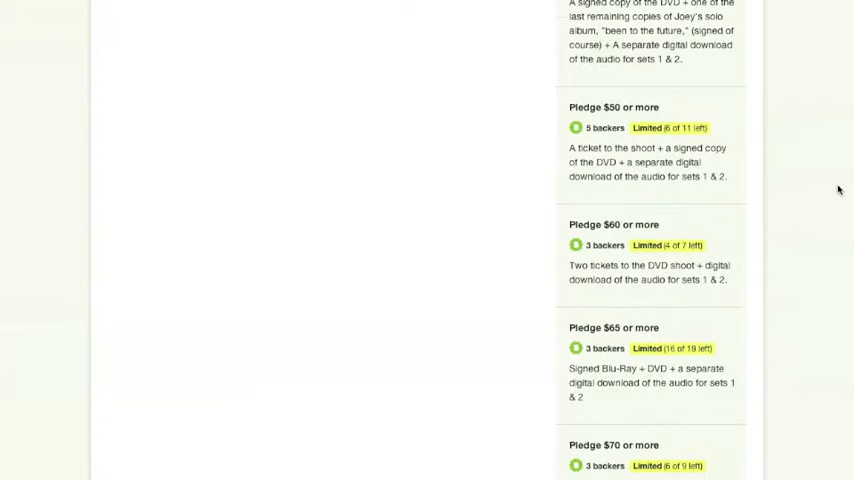 A signed copy of the DVD + one of the
last remaining copies of Joey's solo
album, "been to the future," (signed of
course) + A separate digital download
of the audio for sets 1 & 2.
Pledge $50 or more
5 backers Limited (6 of 11 left)
A ticket to the shoot + a signed copy
of the DVD + a separate digital
download of the audio for sets 1 & 2.
Pledge $60 or more
3 backers Limited (4 of 7 left)
Two tickets to the DVD shoot + digital
download of the audio for sets 1 & 2.
Pledge $65 or more
3 backers Limited (16 of 19 left)
Signed Blu-Ray + DVD + a separate
digital download of the audio for sets 1
& 2
Pledge $70 or more
3 backers Limited (6 of 9 left)